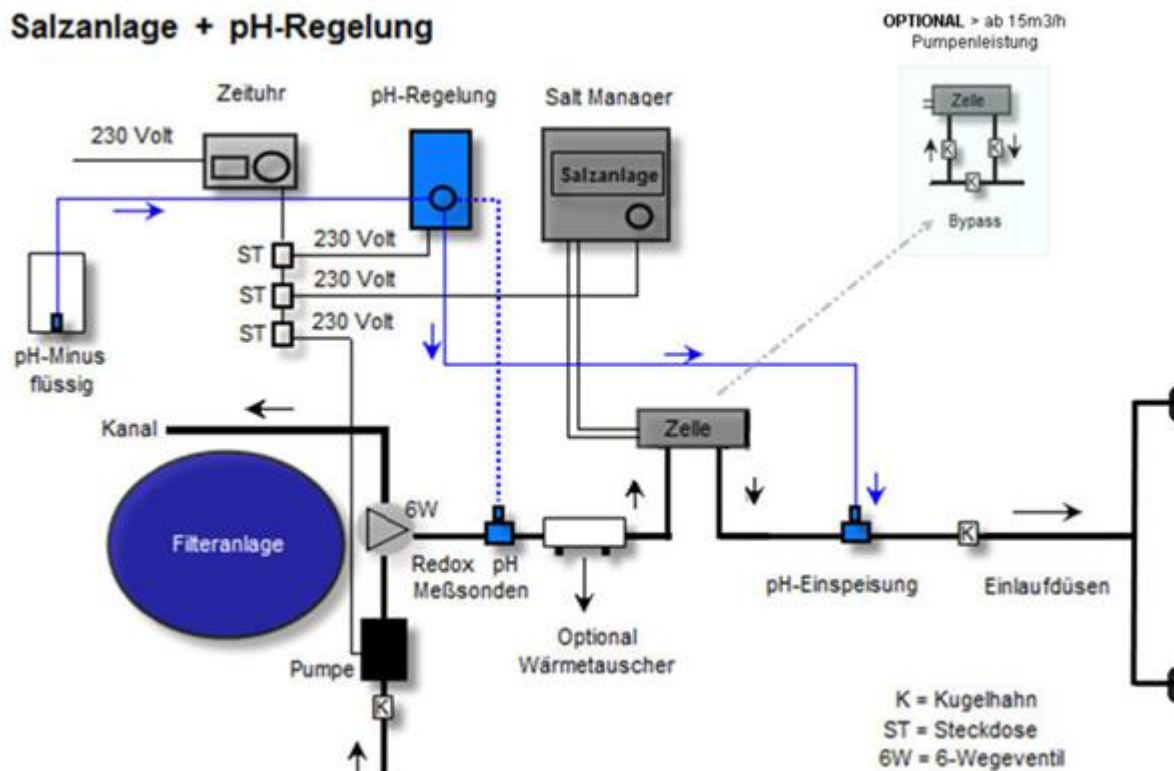 Salzanlage + pH-Regelung
OPTIONAL > ab 15m3/h
Pumpenleistung
Zeituhr
pH-Regelung
Salt Manager
Zelle
230 Volt
Salzanlage
K
K
K
Bypass
ST
230 Volt
ST
230 Volt
ST
230 Volt
pH-Minus
flüssig
Kanal
Zelle
6W
Filteranlage
Redox pH
Meßsonden
K
pH-Einspeisung
Einlaufdüsen
Optional
Wärmetauscher
Pumpe
K
K = Kugelhahn
ST = Steckdose
6W = 6-Wegeventil